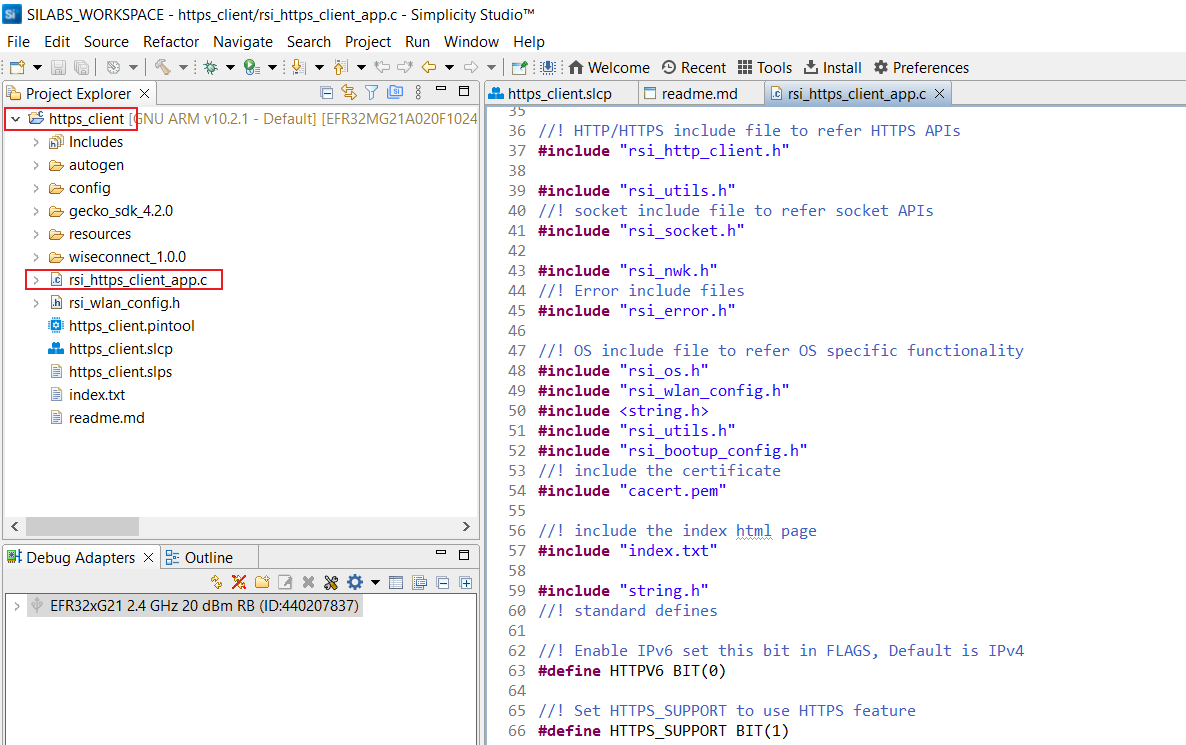 SILABS_WORKSPACE - https_client/rsi_https_client_app.c - Simplicity Studio™
File Edit Source Refactor Navigate Search Project Run Window Help
Welcome Recent Tools Install Preferences
Project Explorer
https_client [GNU ARM v10.2.1 - Default] [EFR32MG21A020F1024
Includes
autogen
config
gecko_sdk_4.2.0
resources
wiseconnect_1.0.0
rsi_https_client_app.c
rsi_wlan_config.h
https_client.pintool
https_client.slcp
https_client.slps
index.txt
readme.md
Debug Adapters Outline
EFR32xG21 2.4 GHz 20 dBm RB (ID:440207837)
https_client.slcp readme.md rsi_https_client_app.c
35
36 //! HTTP/HTTPS include file to refer HTTPS APIs
37 #include "rsi_http_client.h"
38
39 #include "rsi_utils.h"
40 //! socket include file to refer socket APIs
41 #include "rsi_socket.h"
42
43 #include "rsi_nwk.h"
44 //! Error include files
45 #include "rsi_error.h"
46
47 //! OS include file to refer OS specific functionality
48 #include "rsi_os.h"
49 #include "rsi_wlan_config.h"
50 #include <string.h>
51 #include "rsi_utils.h"
52 #include "rsi_bootup_config.h"
53 //! include the certificate
54 #include "cacert.pem"
55
56 //! include the index html page
57 #include "index.txt"
58
59 #include "string.h"
60 //! standard defines
61
62 //! Enable IPv6 set this bit in FLAGS, Default is IPv4
63 #define HTTPV6 BIT(0)
64
65 //! Set HTTPS_SUPPORT to use HTTPS feature
66 #define HTTPS_SUPPORT BIT(1)